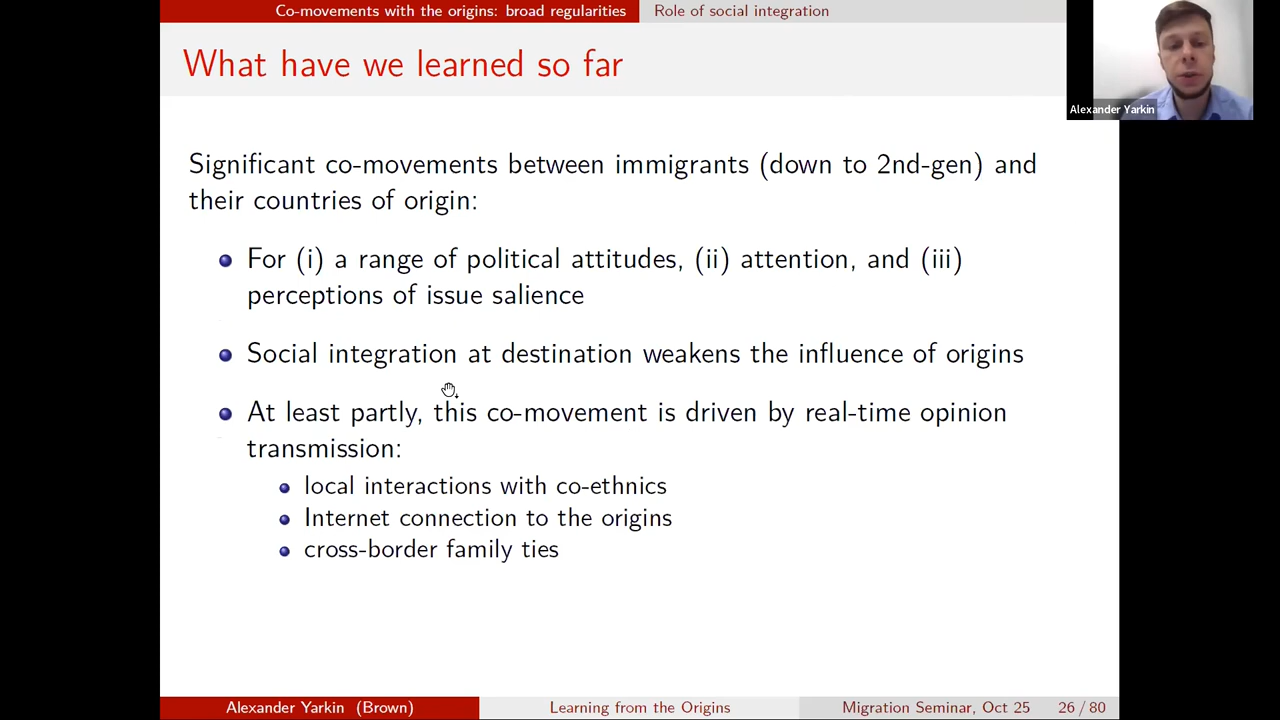 Co-movements with the origins: broad regularities Role of social integration
What have we learned so far
Alexander Yarkin
Significant co-movements between immigrants (down to 2nd-gen) and
their countries of origin:
For (i) a range of political attitudes, (ii) attention, and (iii)
perceptions of issue salience
Social integration at destination weakens the influence of origins
At least partly, this co-movement is driven by real-time opinion
transmission:
local interactions with co-ethnics
Internet connection to the origins
cross-border family ties
Alexander Yarkin (Brown) Learning from the Origins Migration Seminar, Oct 25 26 / 80